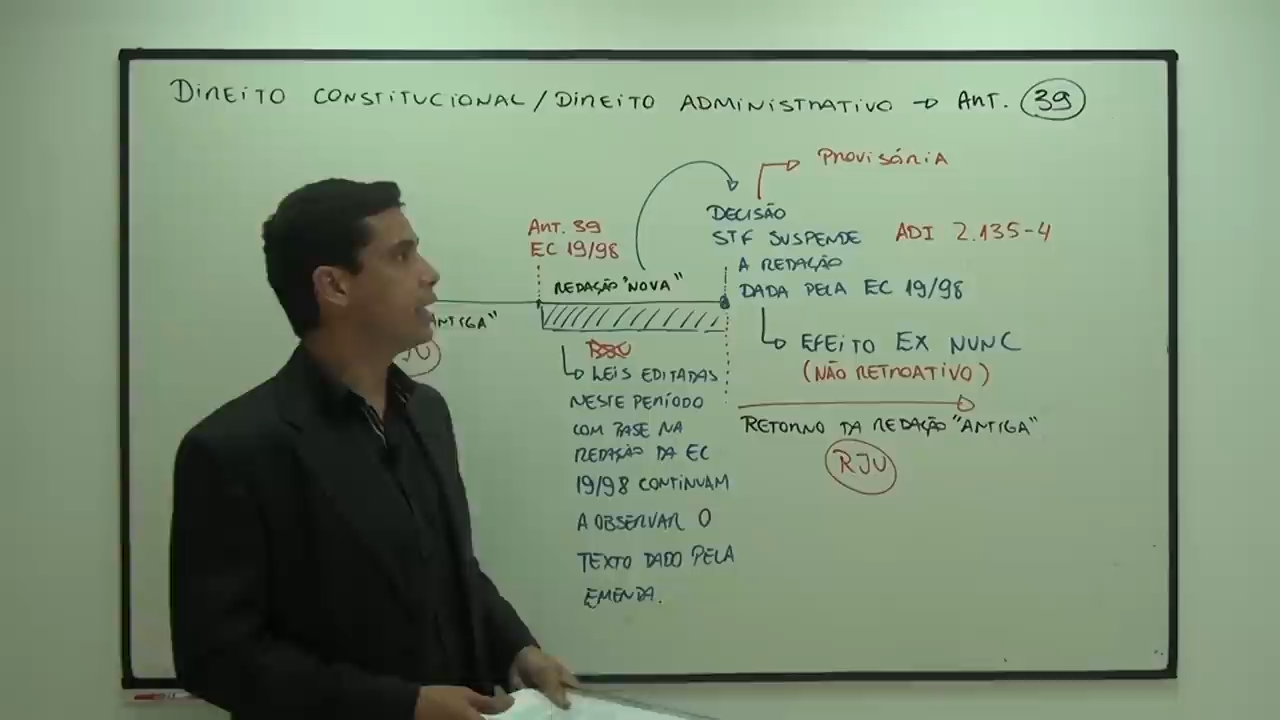 DIREITO CONSTITUCIONAL / DIREITO ADMINISTRATIVO → ART. 39
PROVISÓRIA
DECISÃO
STF SUSPENDE
A REDAÇÃO
DADA PELA EC 19/98
ADI 2.135-4
ART. 39
EC 19/98
REDAÇÃO "NOVA"
ANTIGA"
EFEITO EX NUNC
(NÃO RETROATIVO)
RETORNO DA REDAÇÃO "ANTIGA"
RJU
LEIS EDITADAS
NESTE PERÍODO
COM BASE NA
REDAÇÃO DA EC
19/98 CONTINUAM
A OBSERVAR O
TEXTO DADO PELA
EMENDA.